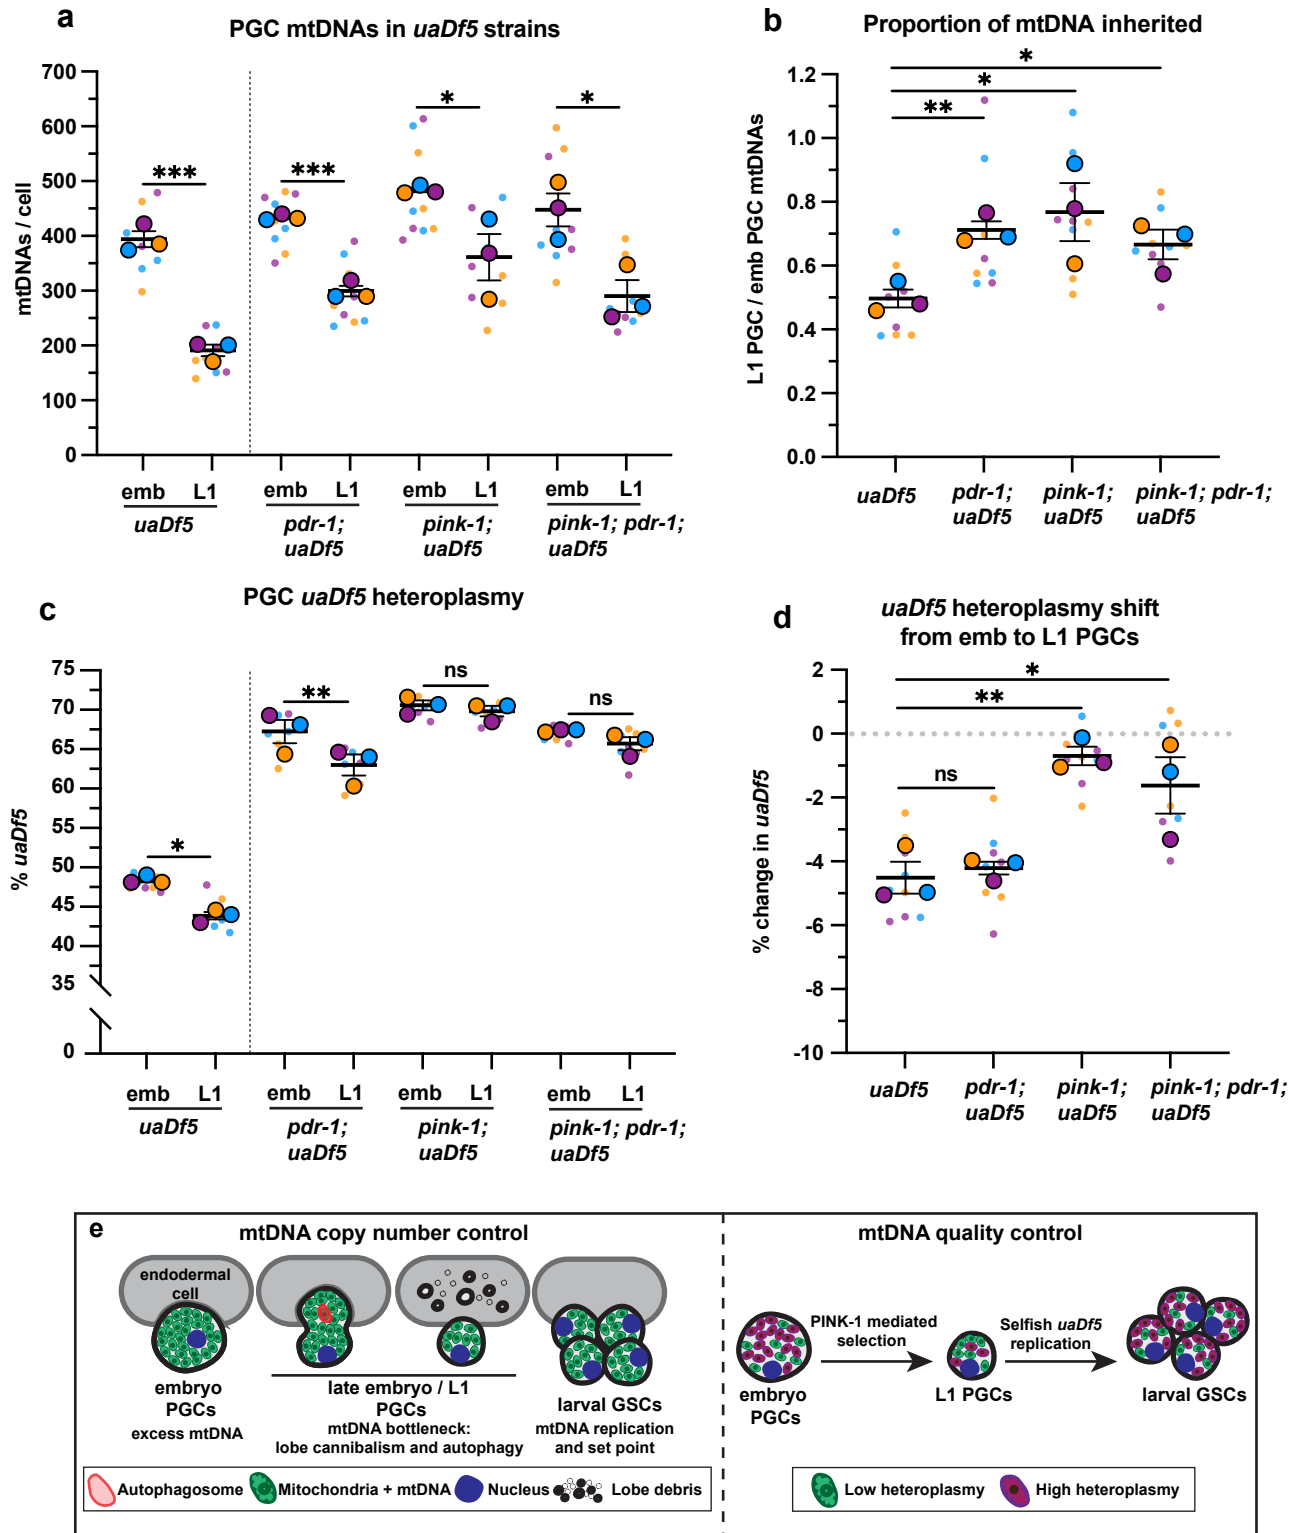 a
PGC mtDNAs in uaDf5 strains
mtDNAs / cell
700
600
500
400
300
200
100
0
***
***
*
*
emb L1
emb L1
emb L1
emb L1
uaDf5
pdr-1;
uaDf5
pink-1;
uaDf5
pink-1; pdr-1;
uaDf5
b
Proportion of mtDNA inherited
L1 PGC / emb PGC mtDNAs
1.2
1.0
0.8
0.6
0.4
0.2
0.0
*
*
**
uaDf5
pdr-1;
uaDf5
pink-1;
uaDf5
pink-1; pdr-1;
uaDf5
c
PGC uaDf5 heteroplasmy
% uaDf5
75
70
65
60
55
50
45
40
35
0
*
**
ns
ns
emb L1
emb L1
emb L1
emb L1
uaDf5
pdr-1;
uaDf5
pink-1;
uaDf5
pink-1; pdr-1;
uaDf5
d
uaDf5 heteroplasmy shift
from emb to L1 PGCs
% change in uaDf5
2
0
-2
-4
-6
-8
-10
*
**
ns
uaDf5
pdr-1;
uaDf5
pink-1;
uaDf5
pink-1; pdr-1;
uaDf5
e
mtDNA copy number control
endodermal
cell
embryo
PGCs
excess mtDNA
late embryo / L1
PGCs
mtDNA bottleneck:
lobe cannibalism and autophagy
larval GSCs
mtDNA replication
and set point
Autophagosome
Mitochondria + mtDNA
Nucleus
Lobe debris
mtDNA quality control
PINK-1 mediated
selection
Selfish uaDf5
replication
embryo
PGCs
L1 PGCs
larval GSCs
Low heteroplasmy
High heteroplasmy